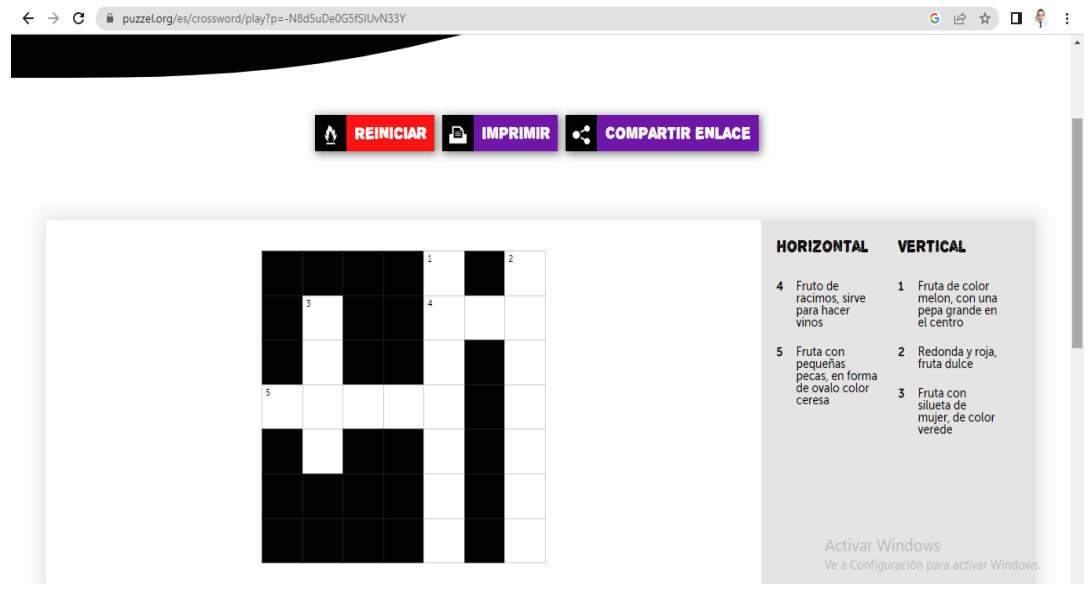 puzzel.org/es/crossword/play?p=-N8d5uDe0G5fSIUvN33Y
REINICIAR
IMPRIMIR
COMPARTIR ENLACE
1
2
3
4
5
HORIZONTAL
4 Fruto de
racimos, sirve
para hacer
vinos
5 Fruta con
pequeñas
pecas, en forma
de ovalo color
ceresa
VERTICAL
1 Fruta de color
melon, con una
pepa grande en
el centro
2 Redonda y roja,
fruta dulce
3 Fruta con
silueta de
mujer, de color
verede
Activar Windows
Ve a Configuración para activar Windows.